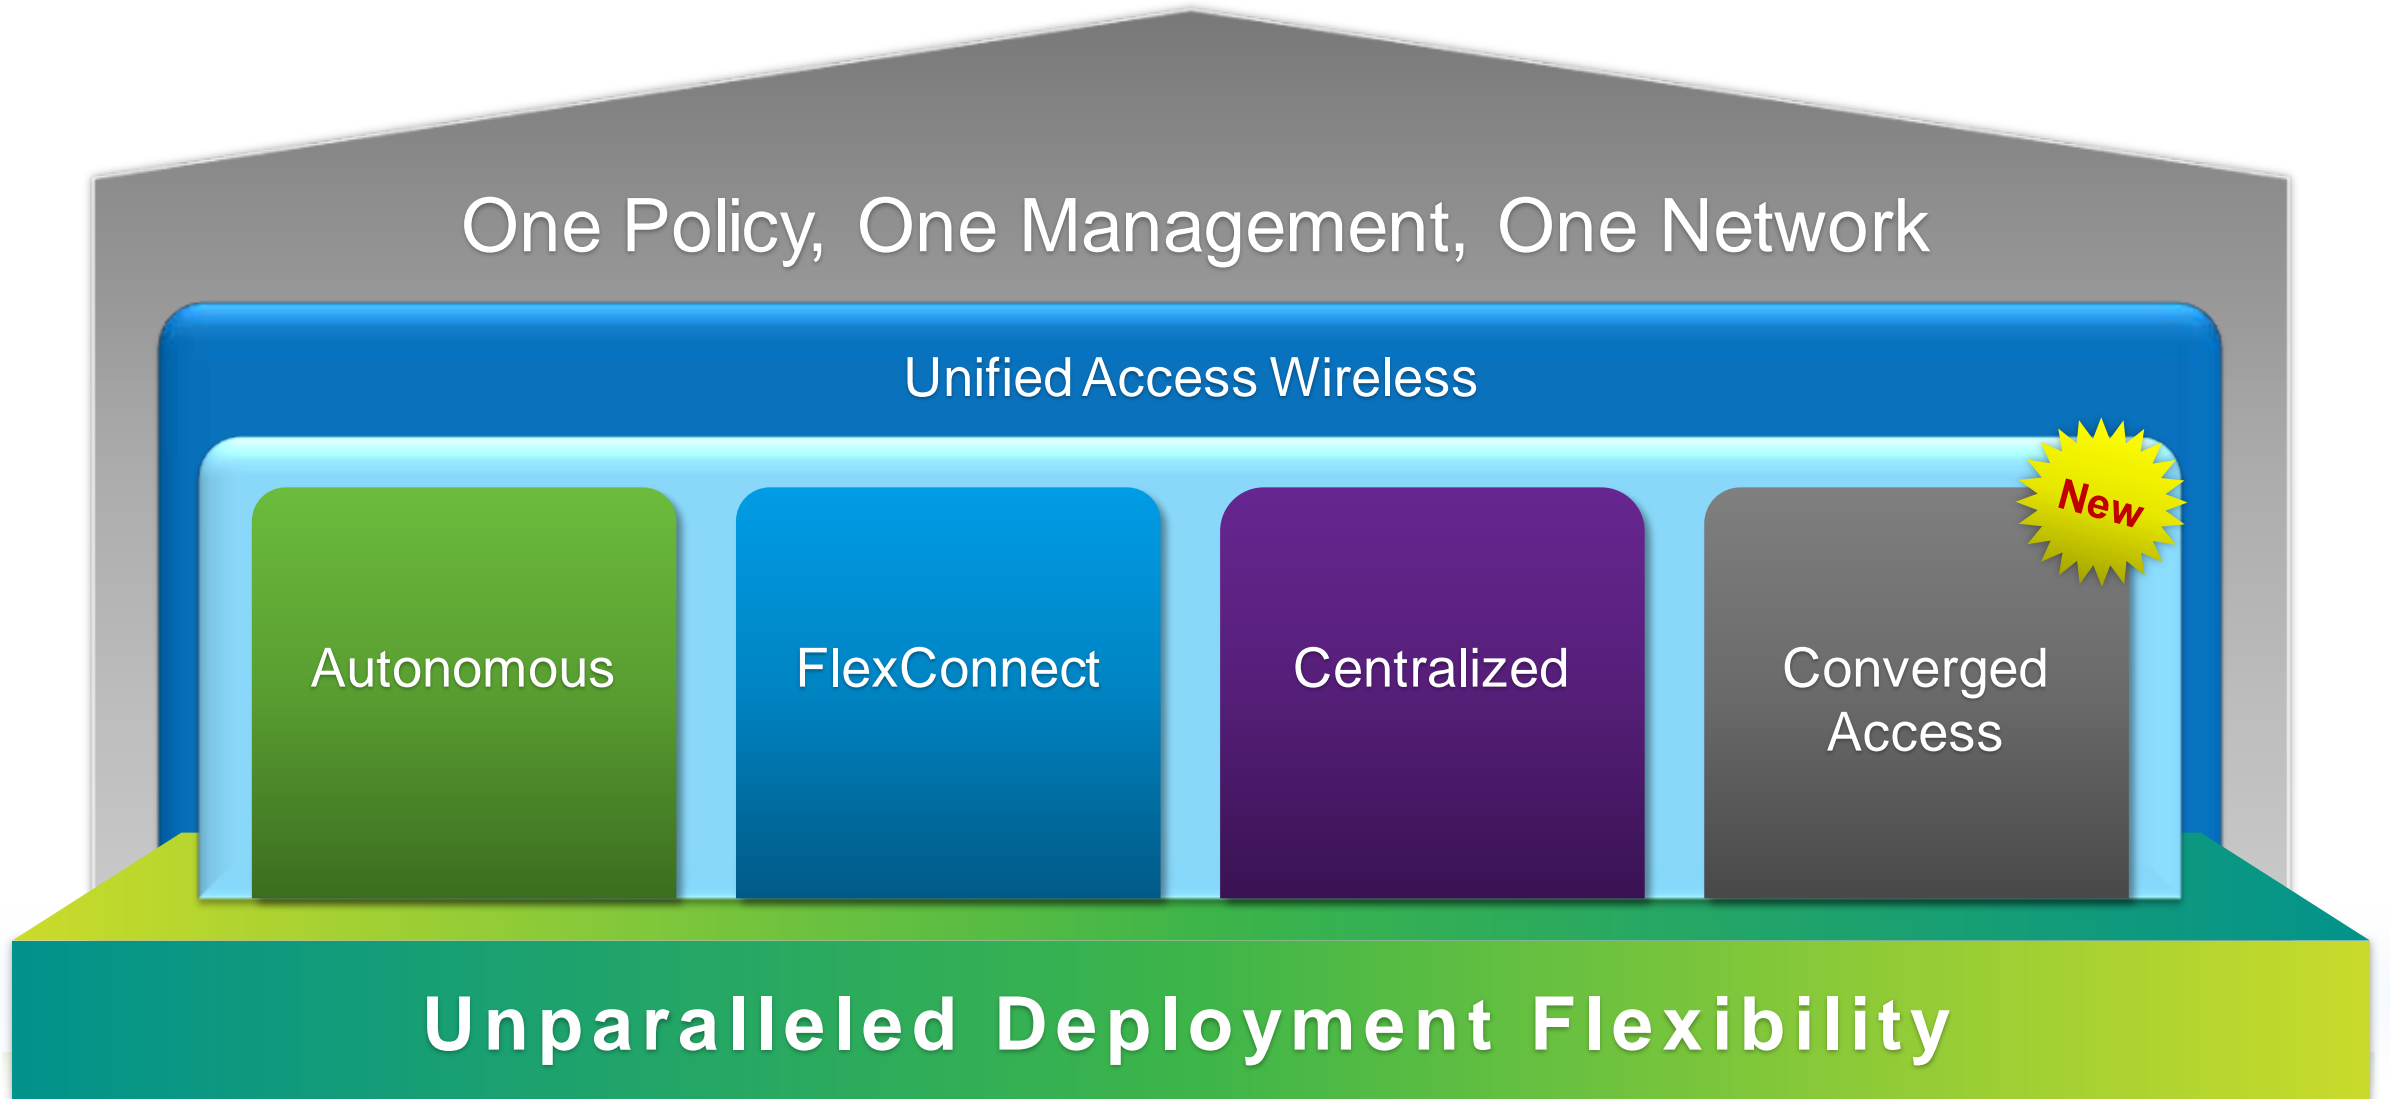 One Policy, One Management, One Network
Unified Access Wireless
New
Autonomous
FlexConnect
Centralized
Converged
Access
Unparalleled Deployment Flexibility